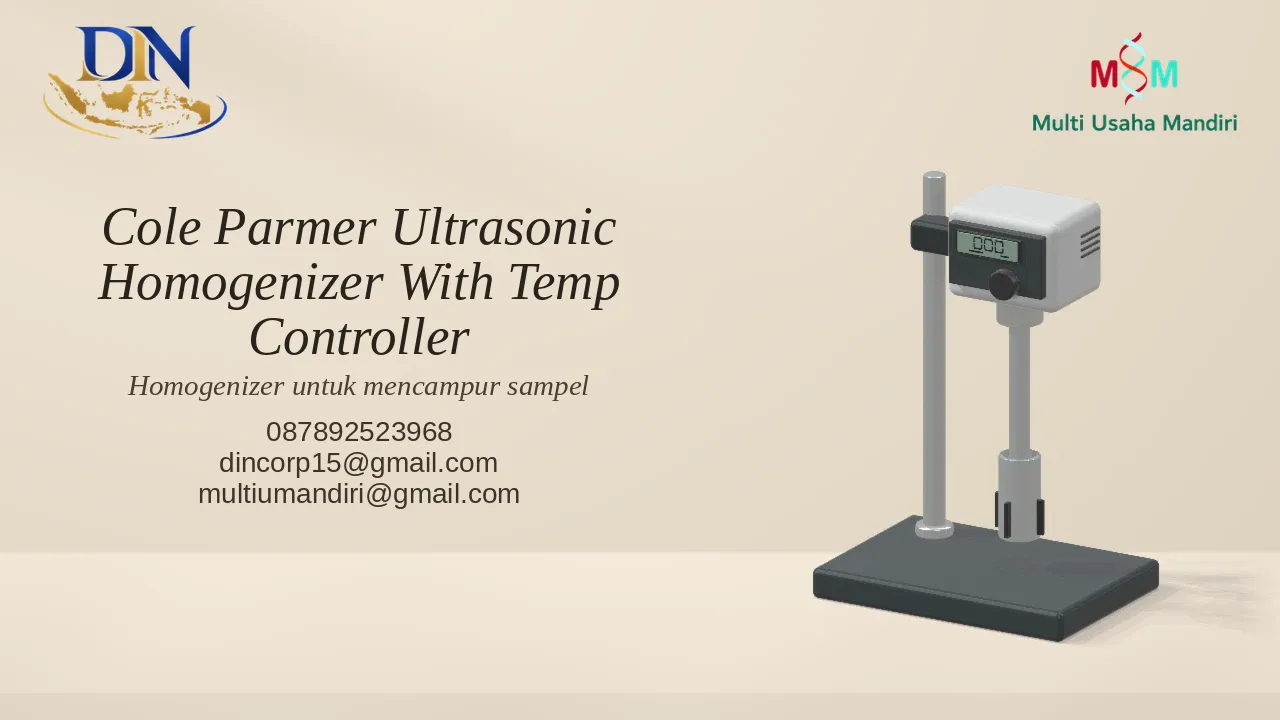 DIN
M M
Multi Usaha Mandiri
Cole Parmer Ultrasonic
Homogenizer With Temp
Controller
Homogenizer untuk mencampur sampel
087892523968
dincorp15@gmail.com
multiumandiri@gmail.com
000